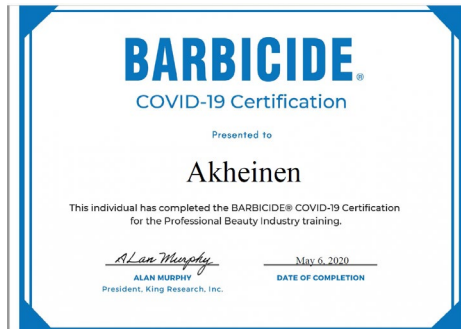 BARBICIDE®
COVID-19 Certification
Presented to
Akheinen
This individual has completed the BARBICIDE® COVID-19 Certification
for the Professional Beauty Industry training.
ALan Murphy
May 6, 2020
ALAN MURPHY
DATE OF COMPLETION
President, King Research, Inc.